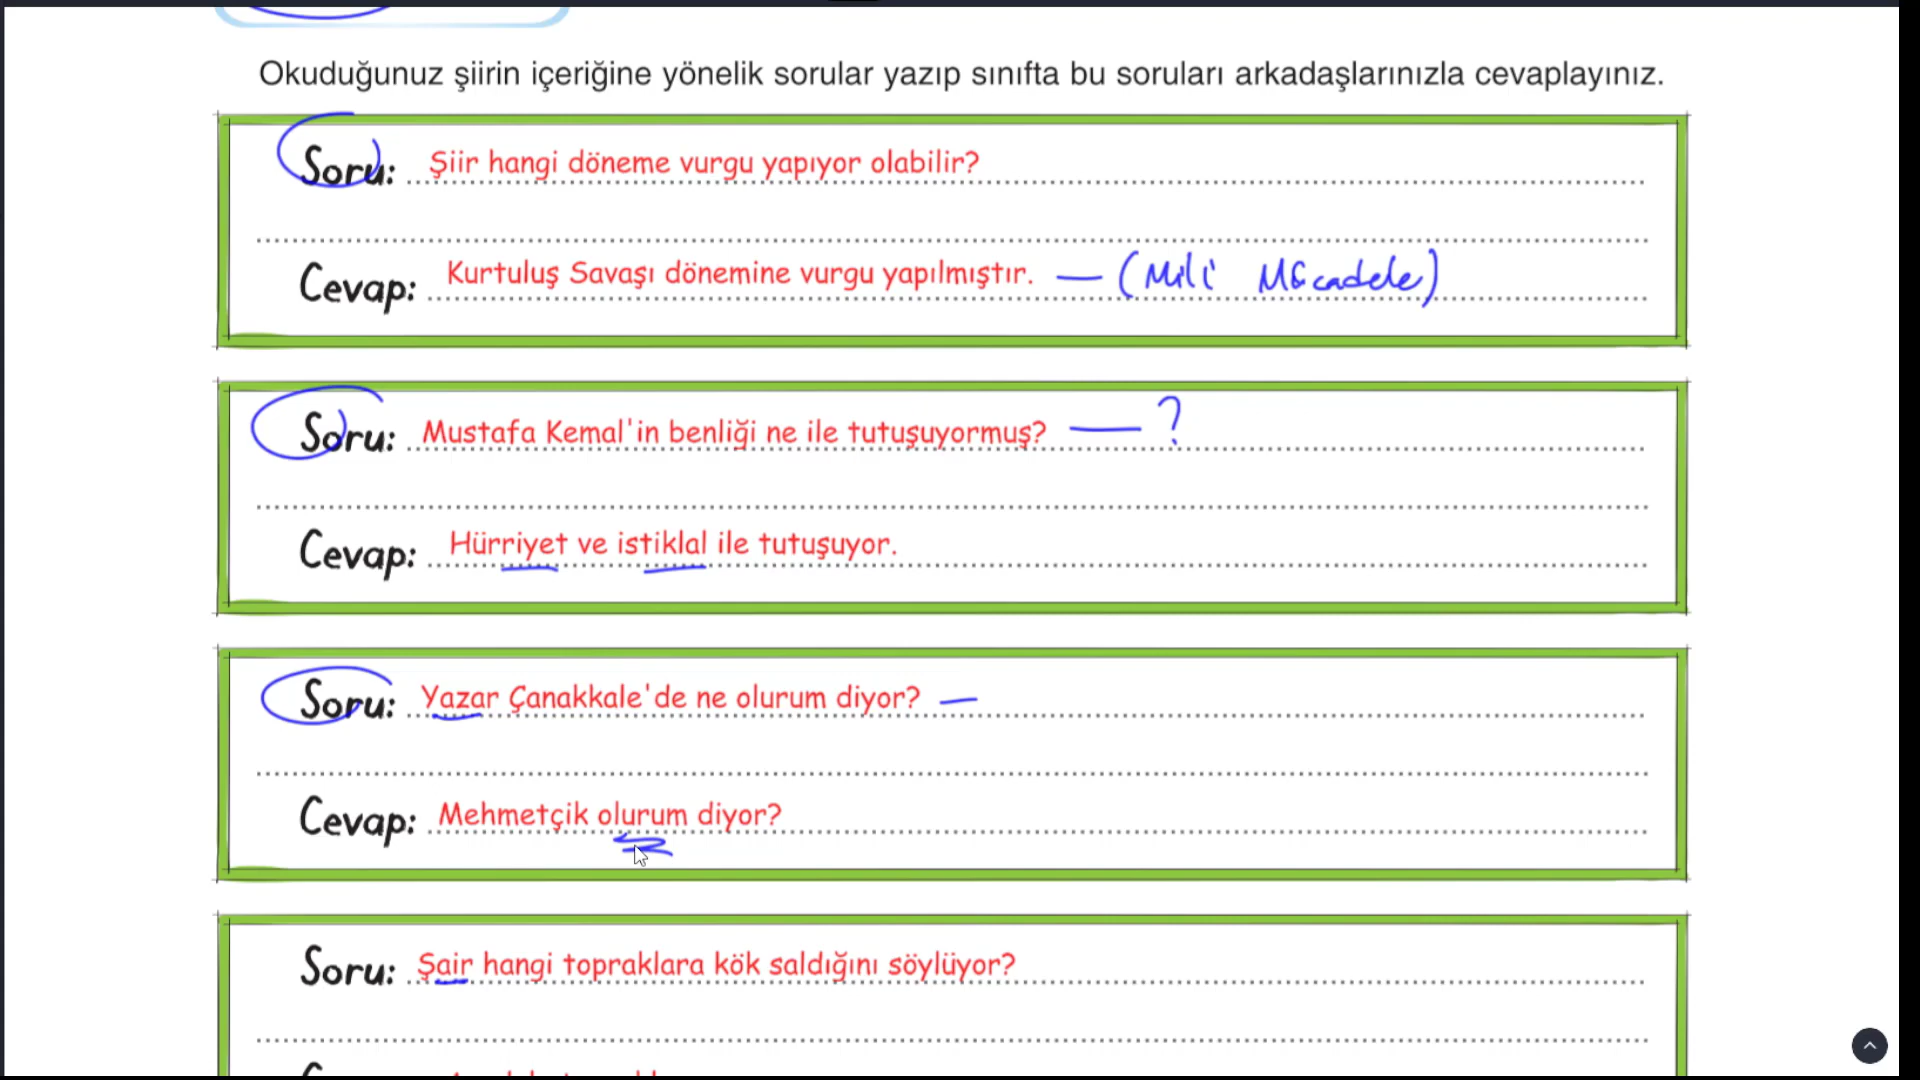 Okuduğunuz şiirin içeriğine yönelik sorular yazıp sınıfta bu soruları arkadaşlarınızla cevaplayınız.
Soru: Şiir hangi döneme vurgu yapıyor olabilir?
Cevap: Kurtuluş Savaşı dönemine vurgu yapılmıştır. — (Mili Mücadele)
Soru: Mustafa Kemal'in benliği ne ile tutuşuyormuş? — ?
Cevap: Hürriyet ve istiklal ile tutuşuyor.
Soru: Yazar Çanakkale'de ne olurum diyor? —
Cevap: Mehmetçik olurum diyor?
Soru: Şair hangi topraklara kök saldığını söylüyor?